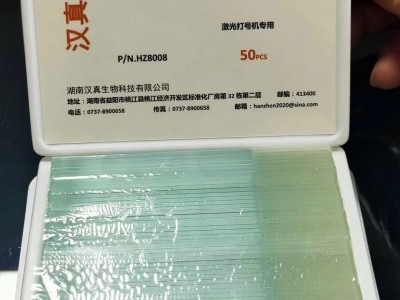 汉真
激光打号机专用
P/N.HZ8008
50PCS
湖南汉真生物科技有限公司
地址：湖南省益阳市桃江县桃江经济开发区标准化厂房第 32 栋第二层 邮编：413400
电话：0737-8900658 传真：0737-8900658 邮箱：hanzhen2020@sina.com